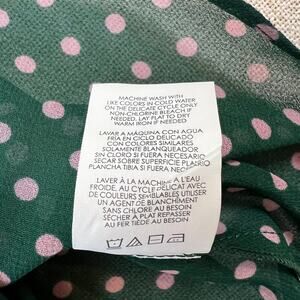 MACHINE WASH WITH
LIKE COLORS IN COLD WATER
ON THE DELICATE CYCLE ONLY
NON-CHLORINE BLEACH IF
NEEDED. LAY FLAT TO DRY
WARM IRON IF NEEDED
LAVAR A MÁQUINA CON AGUA
FRÍA EN CICLO DELICADO
CON COLORES SIMILARES
SOLAMENTE BLANQUEADOR
SIN CLORO SI FUERA NECESARIO
SECAR SOBRE SUPERFICIE PLA
PLANCHA TIBIA SI FUERA NECES
LAVER À LA MACHINE À L'EAU
FROIDE, AU CYCLE DÉLICAT AVEC
DE COULEURS SEMBLABLES UTILISER
UN AGENT DE BLANCHIMENT
SANS CHLORE AU BESOIN
SÉCHER À PLAT REPASSER
AU FER TIÈDE AU BESOIN